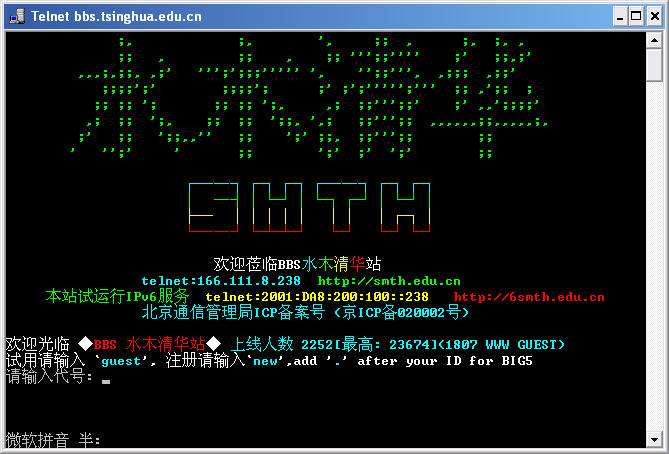 Telnet bbs.tsinghua.edu.cn
水木清华
SMTH
欢迎莅临BBS水木清华站
telnet:166.111.8.238 http://smth.edu.cn
本站试运行IPv6服务 telnet:2001:DA8:200:100::238 http://6smth.edu.cn
北京通信管理局ICP备案号 (京ICP备020002号)
欢迎光临 ◆BBS 水木清华站◆ 上线人数 2252[最高: 23674](1807 WWW GUEST)
试用请输入 `guest', 注册请输入`new',add '.' after your ID for BIG5
请输入代号:
微软拼音 半: